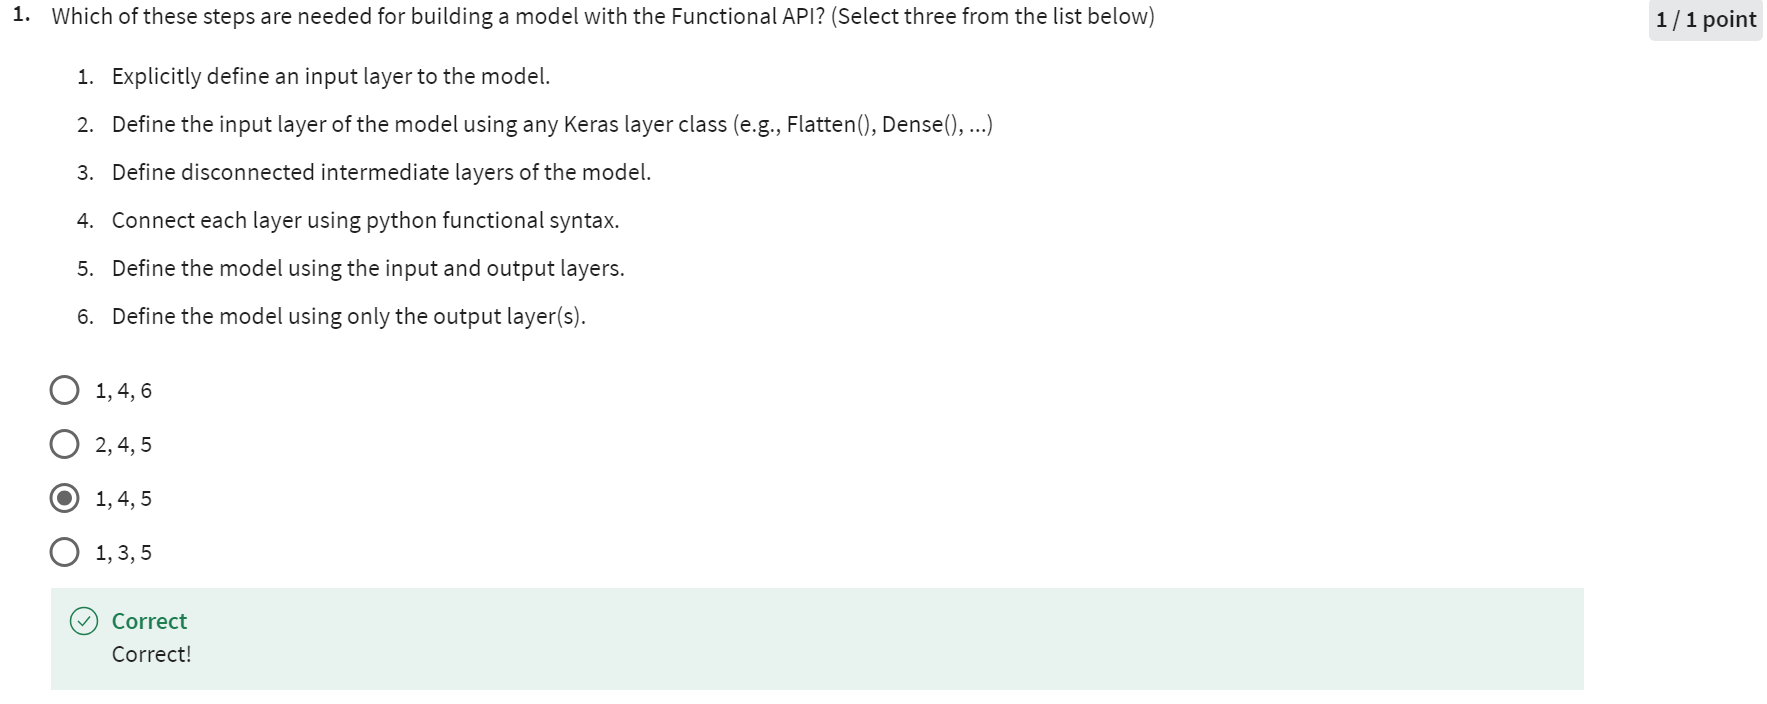 1. Which of these steps are needed for building a model with the Functional API? (Select three from the list below)
1 / 1 point
1. Explicitly define an input layer to the model.
2. Define the input layer of the model using any Keras layer class (e.g., Flatten(), Dense(), ...)
3. Define disconnected intermediate layers of the model.
4. Connect each layer using python functional syntax.
5. Define the model using the input and output layers.
6. Define the model using only the output layer(s).
1, 4, 6
2, 4, 5
1, 4, 5
1, 3, 5
Correct
Correct!